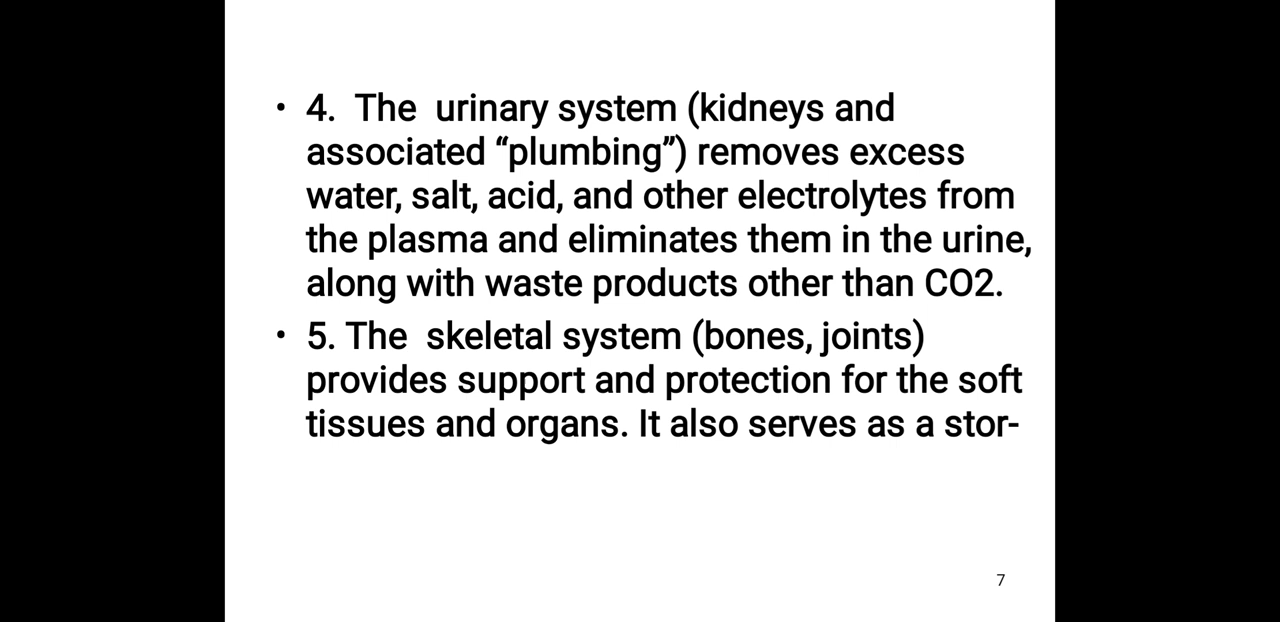 • 4.  The  urinary system (kidneys and
associated “plumbing”) removes excess
water, salt, acid, and other electrolytes from
the plasma and eliminates them in the urine,
along with waste products other than CO2.
• 5. The  skeletal system (bones, joints)
provides support and protection for the soft
tissues and organs. It also serves as a stor-
7